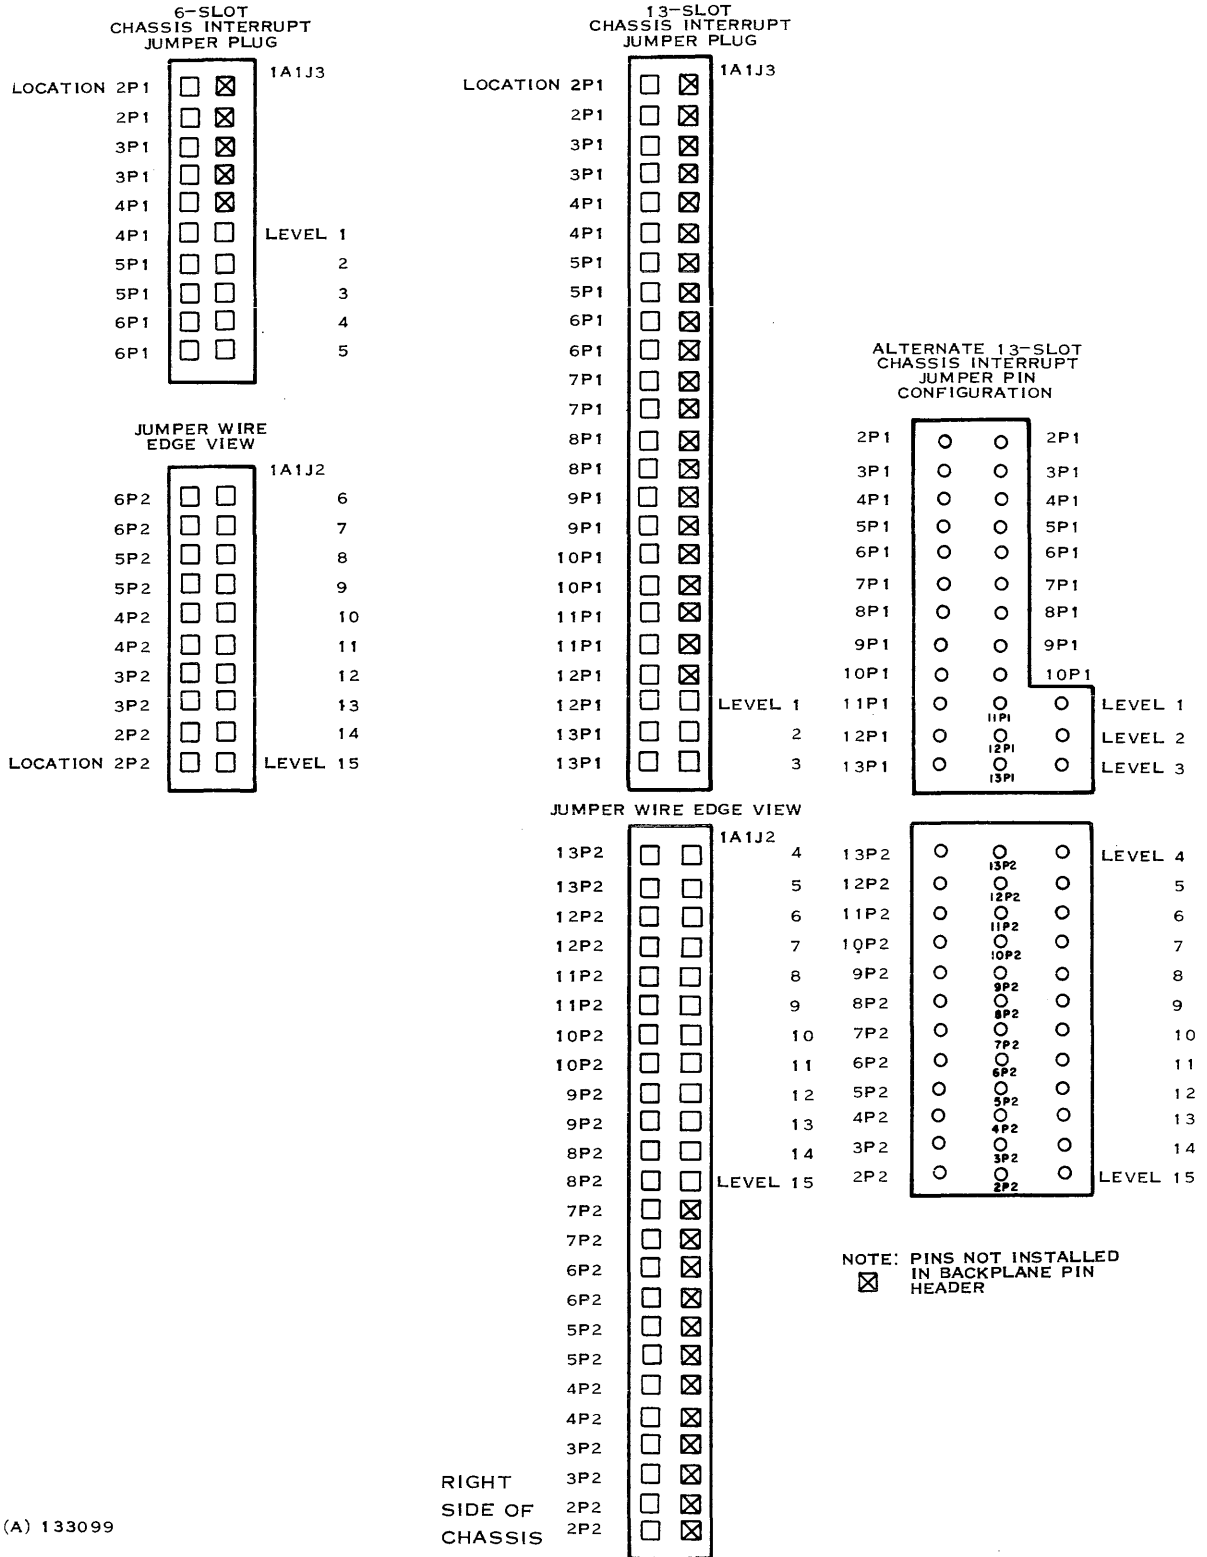 6-SLOT
CHASSIS INTERRUPT
JUMPER PLUG
1A1J3
LOCATION 2P1
2P1
3P1
3P1
4P1
4P1 LEVEL 1
5P1 2
5P1 3
6P1 4
6P1 5
JUMPER WIRE
EDGE VIEW
1A1J2
6P2 6
6P2 7
5P2 8
5P2 9
4P2 10
4P2 11
3P2 12
3P2 13
2P2 14
LOCATION 2P2 LEVEL 15
13-SLOT
CHASSIS INTERRUPT
JUMPER PLUG
1A1J3
LOCATION 2P1
2P1
3P1
3P1
4P1
4P1
5P1
5P1
6P1
6P1
7P1
7P1
8P1
8P1
9P1
9P1
10P1
10P1
11P1
11P1
12P1
12P1 LEVEL 1
13P1 2
13P1 3
JUMPER WIRE EDGE VIEW
1A1J2
13P2 4
13P2 5
12P2 6
12P2 7
11P2 8
11P2 9
10P2 10
10P2 11
9P2 12
9P2 13
8P2 14
8P2 LEVEL 15
7P2
7P2
6P2
6P2
5P2
5P2
4P2
4P2
3P2
3P2
2P2
2P2
RIGHT
SIDE OF
CHASSIS
ALTERNATE 13-SLOT
CHASSIS INTERRUPT
JUMPER PIN
CONFIGURATION
2P1 2P1
3P1 3P1
4P1 4P1
5P1 5P1
6P1 6P1
7P1 7P1
8P1 8P1
9P1 9P1
10P1 10P1
11P1 11P1 LEVEL 1
12P1 12P1 LEVEL 2
13P1 13P1 LEVEL 3
13P2 13P2 LEVEL 4
12P2 12P2 5
11P2 11P2 6
10P2 10P2 7
9P2 9P2 8
8P2 8P2 9
7P2 7P2 10
6P2 6P2 11
5P2 5P2 12
4P2 4P2 13
3P2 3P2 14
2P2 2P2 LEVEL 15
NOTE: PINS NOT INSTALLED
IN BACKPLANE PIN
HEADER
(A) 133099